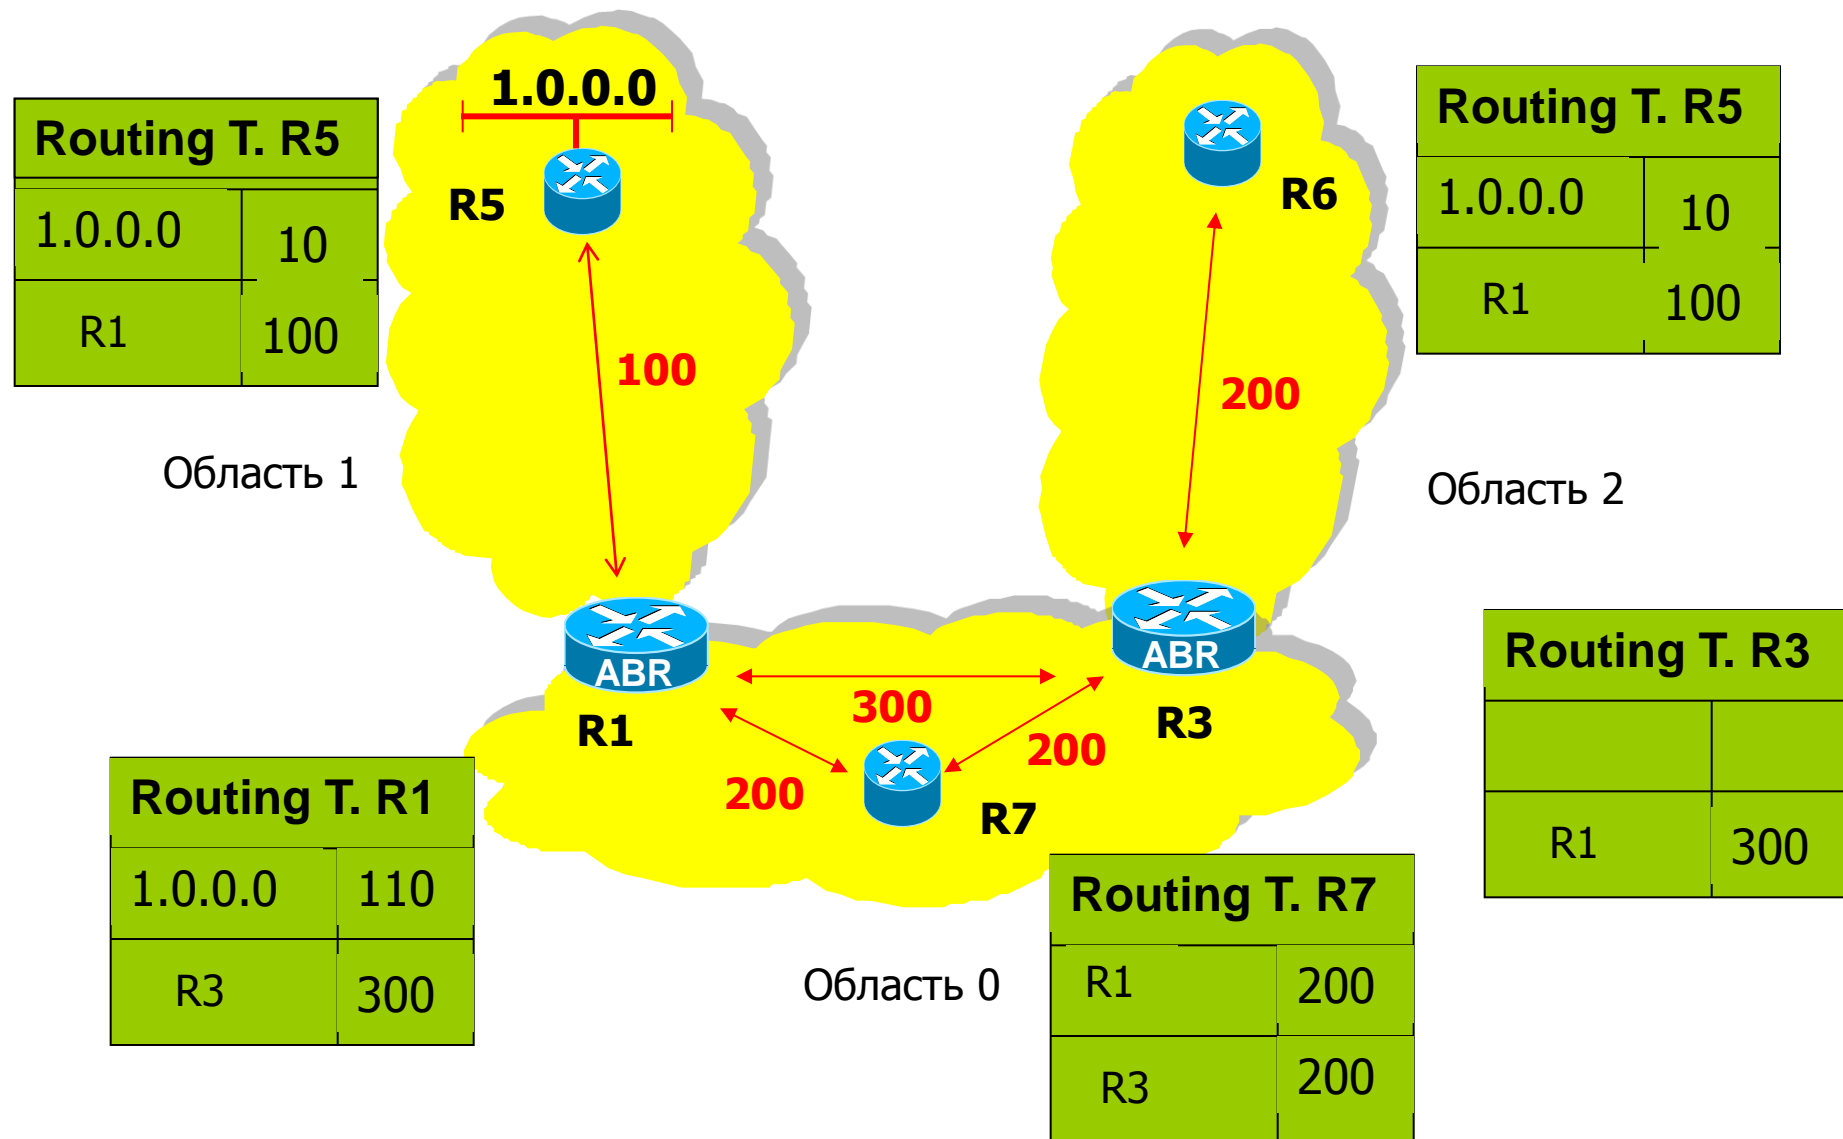 1.0.0.0
Routing T. R5
1.0.0.0 10
R1 100
R5
100
Область 1
R6
200
Routing T. R5
1.0.0.0 10
R1 100
Область 2
ABR
R1
ABR
R3
300
200
200
R7
Routing T. R3
R1 300
Routing T. R1
1.0.0.0 110
R3 300
Область 0
Routing T. R7
R1 200
R3 200